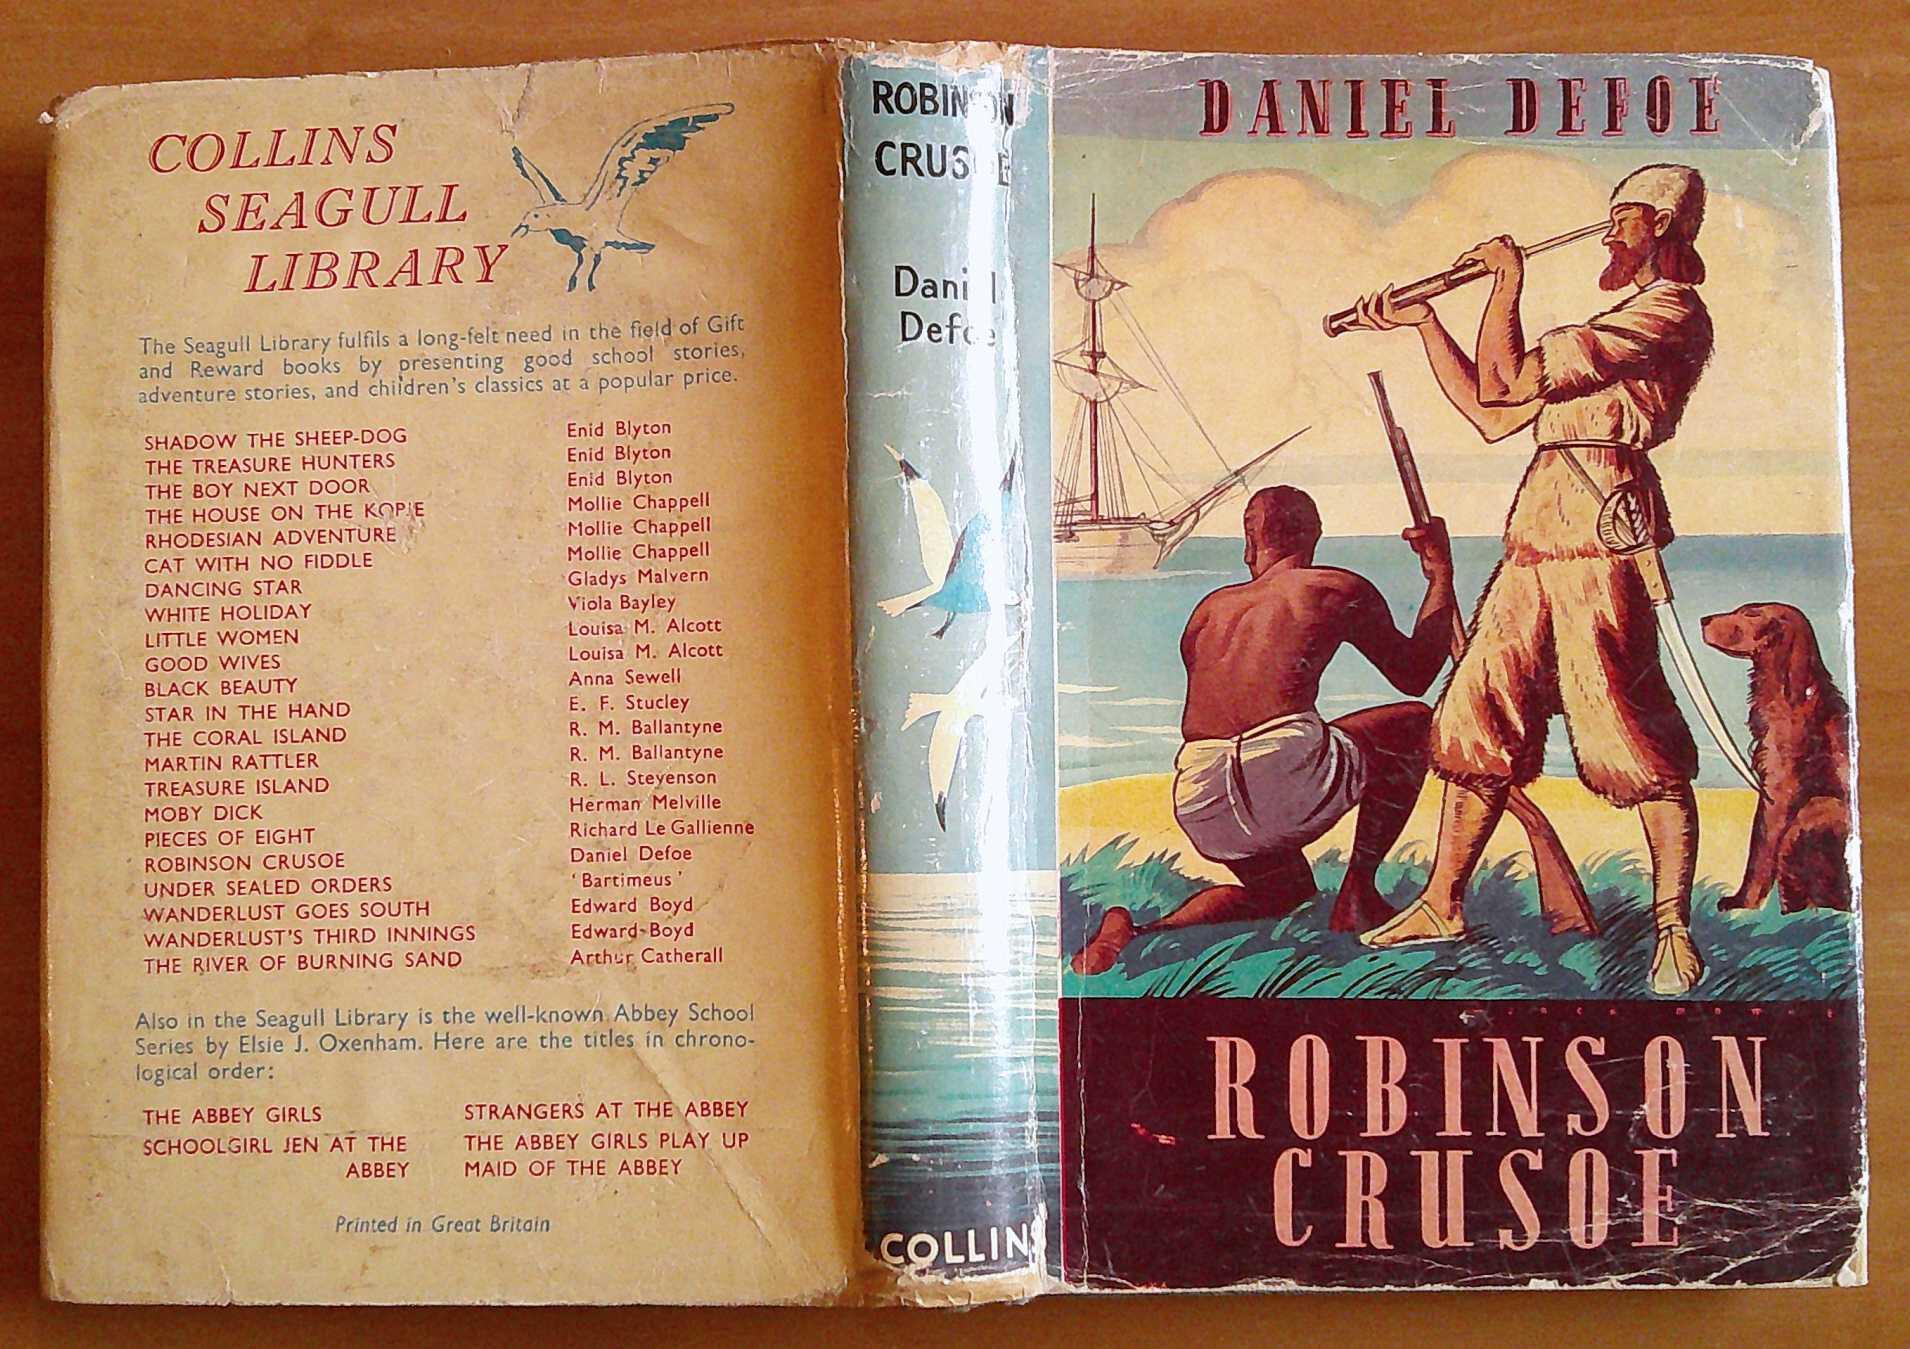 COLLINS
SEAGULL
LIBRARY
The Seagull Library fulfils a long-felt need in the field of Gift
and Reward books by presenting good school stories,
adventure stories, and children's classics at a popular price.
SHADOW THE SHEEP-DOG Enid Blyton
THE TREASURE HUNTERS Enid Blyton
THE BOY NEXT DOOR Enid Blyton
THE HOUSE ON THE KOPJE Mollie Chappell
RHODESIAN ADVENTURE Mollie Chappell
CAT WITH NO FIDDLE Mollie Chappell
DANCING STAR Gladys Malvern
WHITE HOLIDAY Viola Bayley
LITTLE WOMEN Louisa M. Alcott
GOOD WIVES Louisa M. Alcott
BLACK BEAUTY Anna Sewell
STAR IN THE HAND E. F. Stucley
THE CORAL ISLAND R. M. Ballantyne
MARTIN RATTLER R. M. Ballantyne
TREASURE ISLAND R. L. Stevenson
MOBY DICK Herman Melville
PIECES OF EIGHT Richard Le Gallienne
ROBINSON CRUSOE Daniel Defoe
UNDER SEALED ORDERS 'Bartimeus'
WANDERLUST GOES SOUTH Edward Boyd
WANDERLUST'S THIRD INNINGS Edward Boyd
THE RIVER OF BURNING SAND Arthur Catherall
Also in the Seagull Library is the well-known Abbey School
Series by Elsie J. Oxenham. Here are the titles in chrono-
logical order:
THE ABBEY GIRLS STRANGERS AT THE ABBEY
SCHOOLGIRL JEN AT THE THE ABBEY GIRLS PLAY UP
ABBEY MAID OF THE ABBEY
Printed in Great Britain
ROBINSON
CRUSOE
Daniel
Defoe
COLLINS
DANIEL DEFOE
ROBINSON
CRUSOE